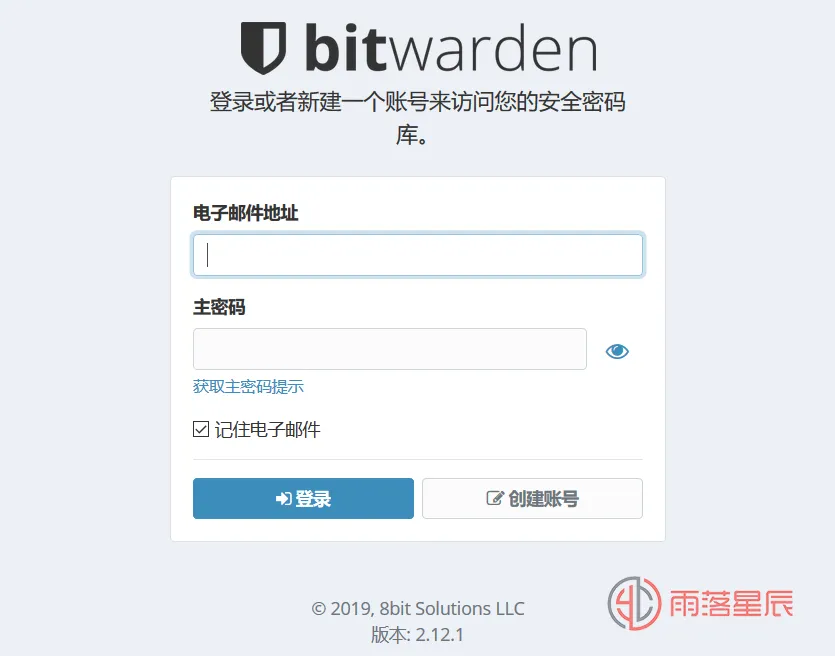 bitwarden
登录或者新建一个账号来访问您的安全密码
库。
电子邮件地址
主密码
获取主密码提示
记住电子邮件
登录
创建账号
© 2019, 8bit Solutions LLC
版本: 2.12.1
雨落星辰